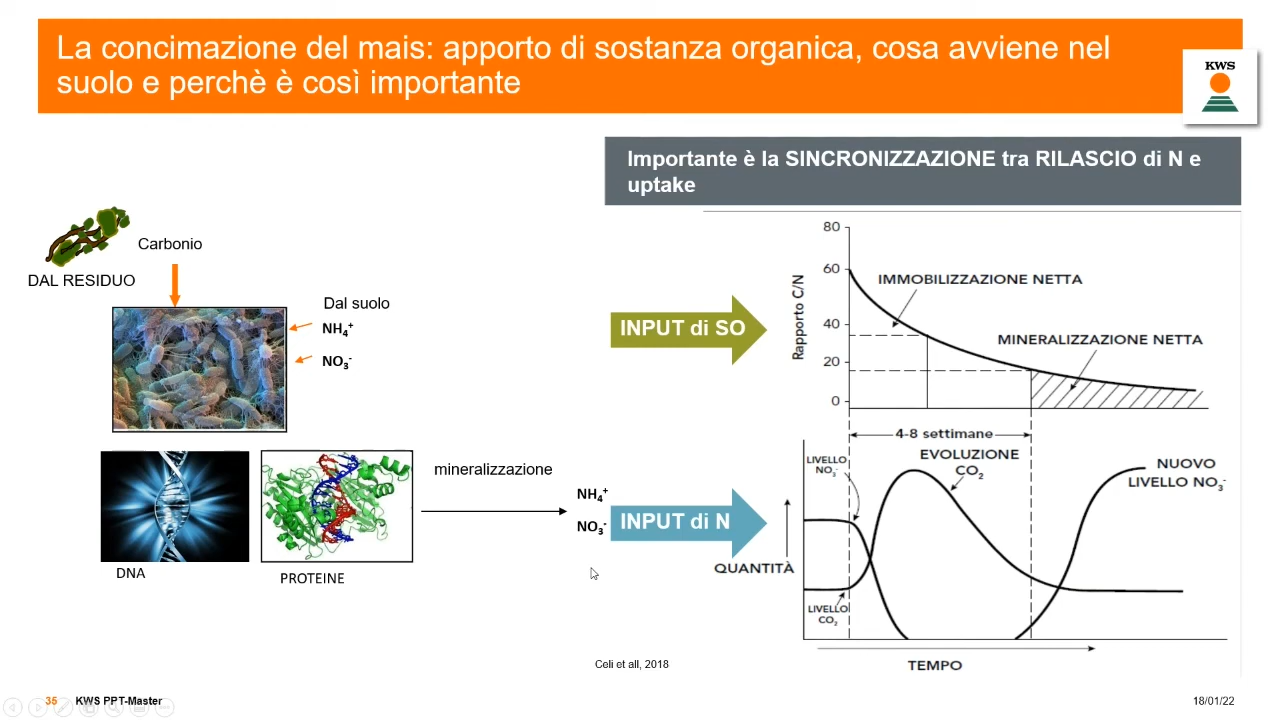 La concimazione del mais: apporto di sostanza organica, cosa avviene nel
suolo e perchè è così importante
KWS
Importante è la SINCRONIZZAZIONE tra RILASCIO di N e
uptake
Carbonio
DAL RESIDUO
Dal suolo
NH₄⁺
NO₃⁻
DNA
PROTEINE
mineralizzazione
NH₄⁺
NO₃⁻
INPUT di SO
INPUT di N
Rapporto C/N
80
60
40
20
0
IMMOBILIZZAZIONE NETTA
MINERALIZZAZIONE NETTA
4-8 settimane
LIVELLO
NO₃⁻
EVOLUZIONE
CO₂
NUOVO
LIVELLO NO₃⁻
QUANTITÀ
LIVELLO
CO₂
TEMPO
Celi et all, 2018
35 KWS PPT-Master
18/01/22